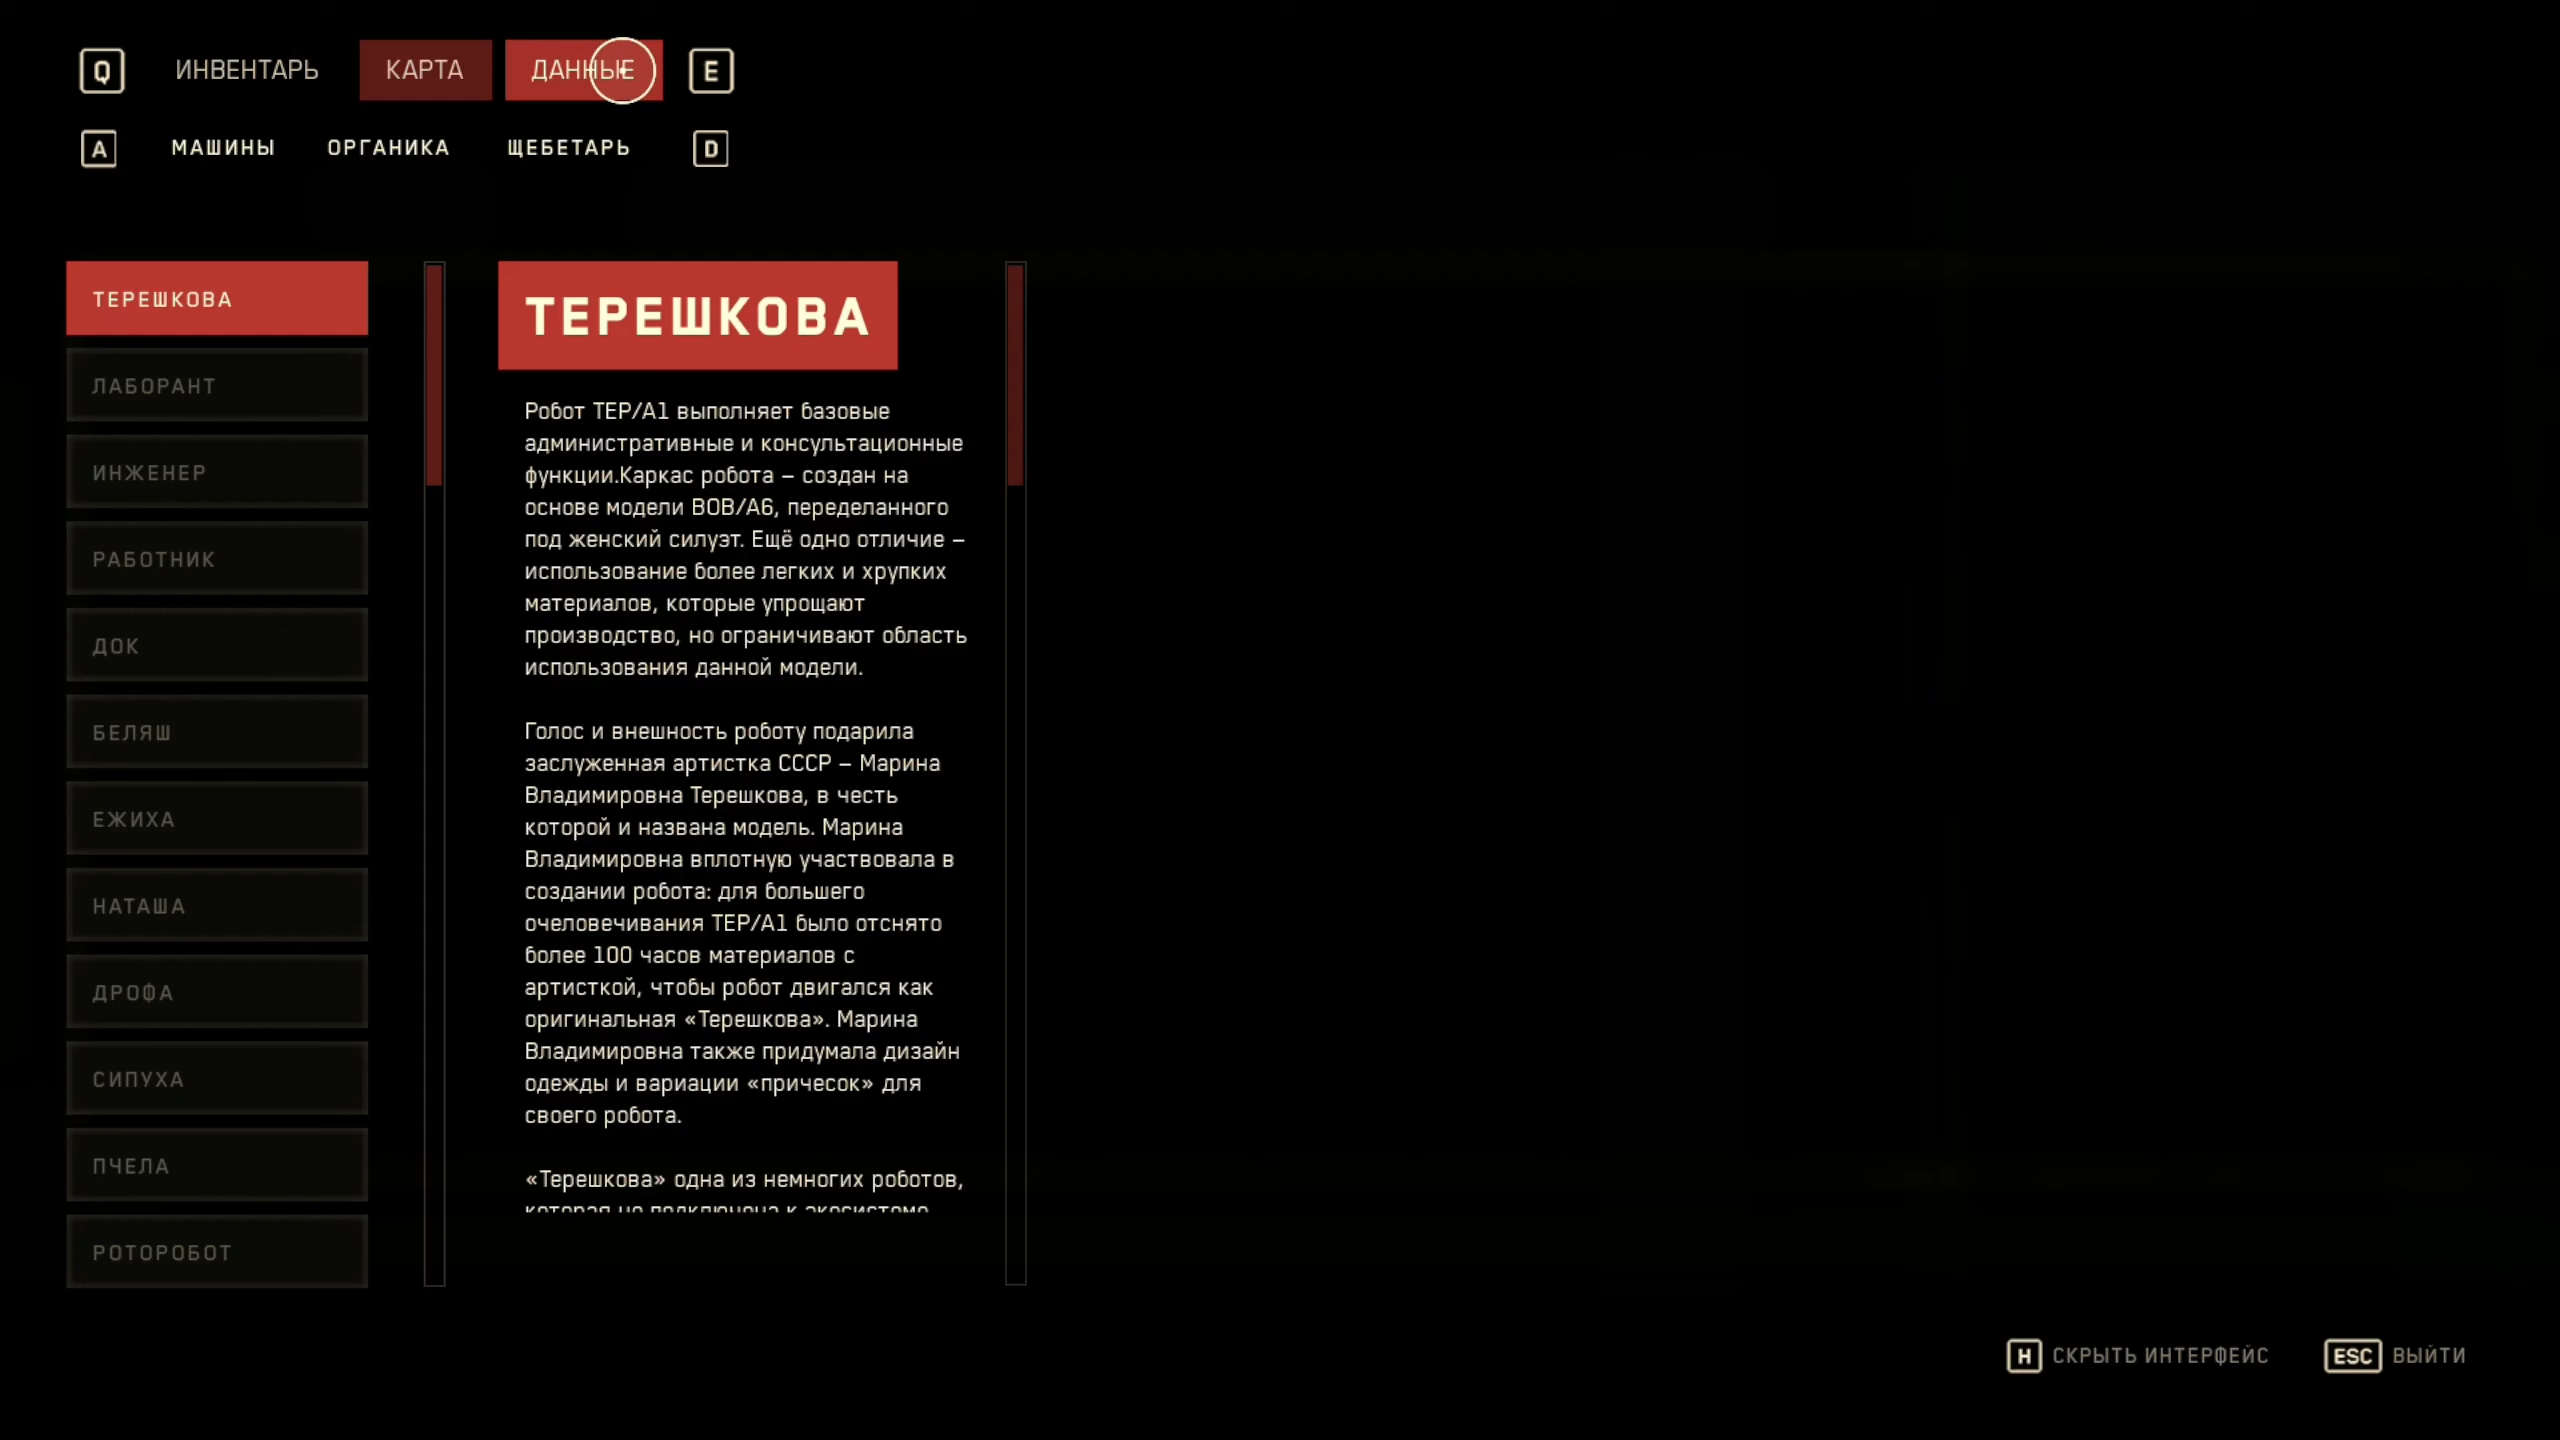 Q ИНВЕНТАРЬ КАРТА ДАННЫЕ E
A МАШИНЫ ОРГАНИКА ЩЕБЕТАРЬ D
ТЕРЕШКОВА
ЛАБОРАНТ
ИНЖЕНЕР
РАБОТНИК
ДОК
БЕЛЯШ
ЕЖИХА
НАТАША
ДРОФА
СИПУХА
ПЧЕЛА
РОТОРОБОТ
ТЕРЕШКОВА
Робот ТЕР/А1 выполняет базовые
административные и консультационные
функции.Каркас робота – создан на
основе модели ВОВ/А6, переделанного
под женский силуэт. Ещё одно отличие –
использование более легких и хрупких
материалов, которые упрощают
производство, но ограничивают область
использования данной модели.
Голос и внешность роботу подарила
заслуженная артистка СССР – Марина
Владимировна Терешкова, в честь
которой и названа модель. Марина
Владимировна вплотную участвовала в
создании робота: для большего
очеловечивания ТЕР/А1 было отснято
более 100 часов материалов с
артисткой, чтобы робот двигался как
оригинальная «Терешкова». Марина
Владимировна также придумала дизайн
одежды и вариации «причесок» для
своего робота.
«Терешкова» одна из немногих роботов,
которая не подключена к экосистеме
H СКРЫТЬ ИНТЕРФЕЙС ESC ВЫЙТИ